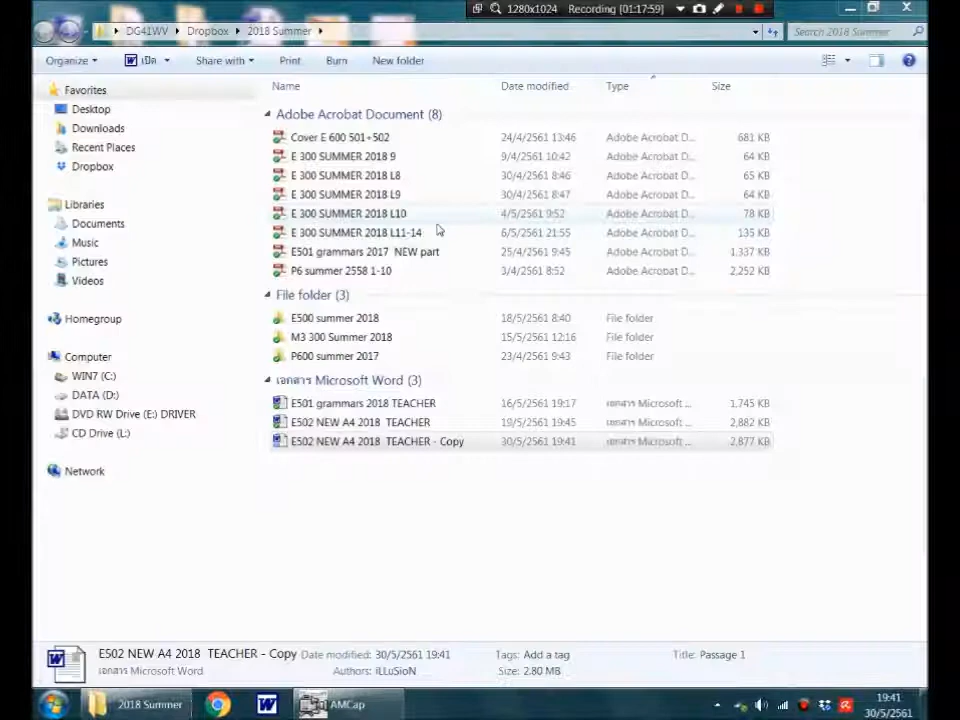 1280x1024 Recording [01:17:59]
DG41WV Dropbox 2018 Summer
Search 2018 Summer
Organize เปิด Share with Print Burn New folder
Name Date modified Type Size
Favorites
Desktop
Downloads
Recent Places
Dropbox
Libraries
Documents
Music
Pictures
Videos
Homegroup
Computer
WIN7 (C:)
DATA (D:)
DVD RW Drive (E:) DRIVER
CD Drive (L:)
Network
Adobe Acrobat Document (8)
Cover E 600 501+502 24/4/2561 13:46 Adobe Acrobat D... 681 KB
E 300 SUMMER 2018 9 9/4/2561 10:42 Adobe Acrobat D... 64 KB
E 300 SUMMER 2018 L8 30/4/2561 8:46 Adobe Acrobat D... 65 KB
E 300 SUMMER 2018 L9 30/4/2561 8:47 Adobe Acrobat D... 64 KB
E 300 SUMMER 2018 L10 4/5/2561 9:52 Adobe Acrobat D... 78 KB
E 300 SUMMER 2018 L11-14 6/5/2561 21:55 Adobe Acrobat D... 135 KB
E501 grammars 2017 NEW part 25/4/2561 9:45 Adobe Acrobat D... 1,337 KB
P6 summer 2558 1-10 3/4/2561 8:52 Adobe Acrobat D... 2,252 KB
File folder (3)
E500 summer 2018 18/5/2561 8:40 File folder
M3 300 Summer 2018 15/5/2561 12:16 File folder
P600 summer 2017 23/4/2561 9:43 File folder
เอกสาร Microsoft Word (3)
E501 grammars 2018 TEACHER 16/5/2561 19:17 เอกสาร Microsoft ... 1,745 KB
E502 NEW A4 2018 TEACHER 19/5/2561 19:45 เอกสาร Microsoft ... 2,882 KB
E502 NEW A4 2018 TEACHER - Copy 30/5/2561 19:41 เอกสาร Microsoft ... 2,877 KB
E502 NEW A4 2018 TEACHER - Copy Date modified: 30/5/2561 19:41 Tags: Add a tag Title: Passage 1
เอกสาร Microsoft Word Authors: iLLuSioN Size: 2.80 MB
2018 Summer AMCap
19:41
30/5/2561